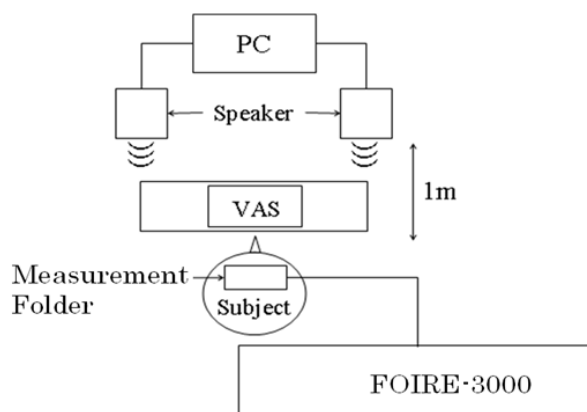 PC
Speaker
1m
VAS
Measurement
Folder
Subject
FOIRE-3000